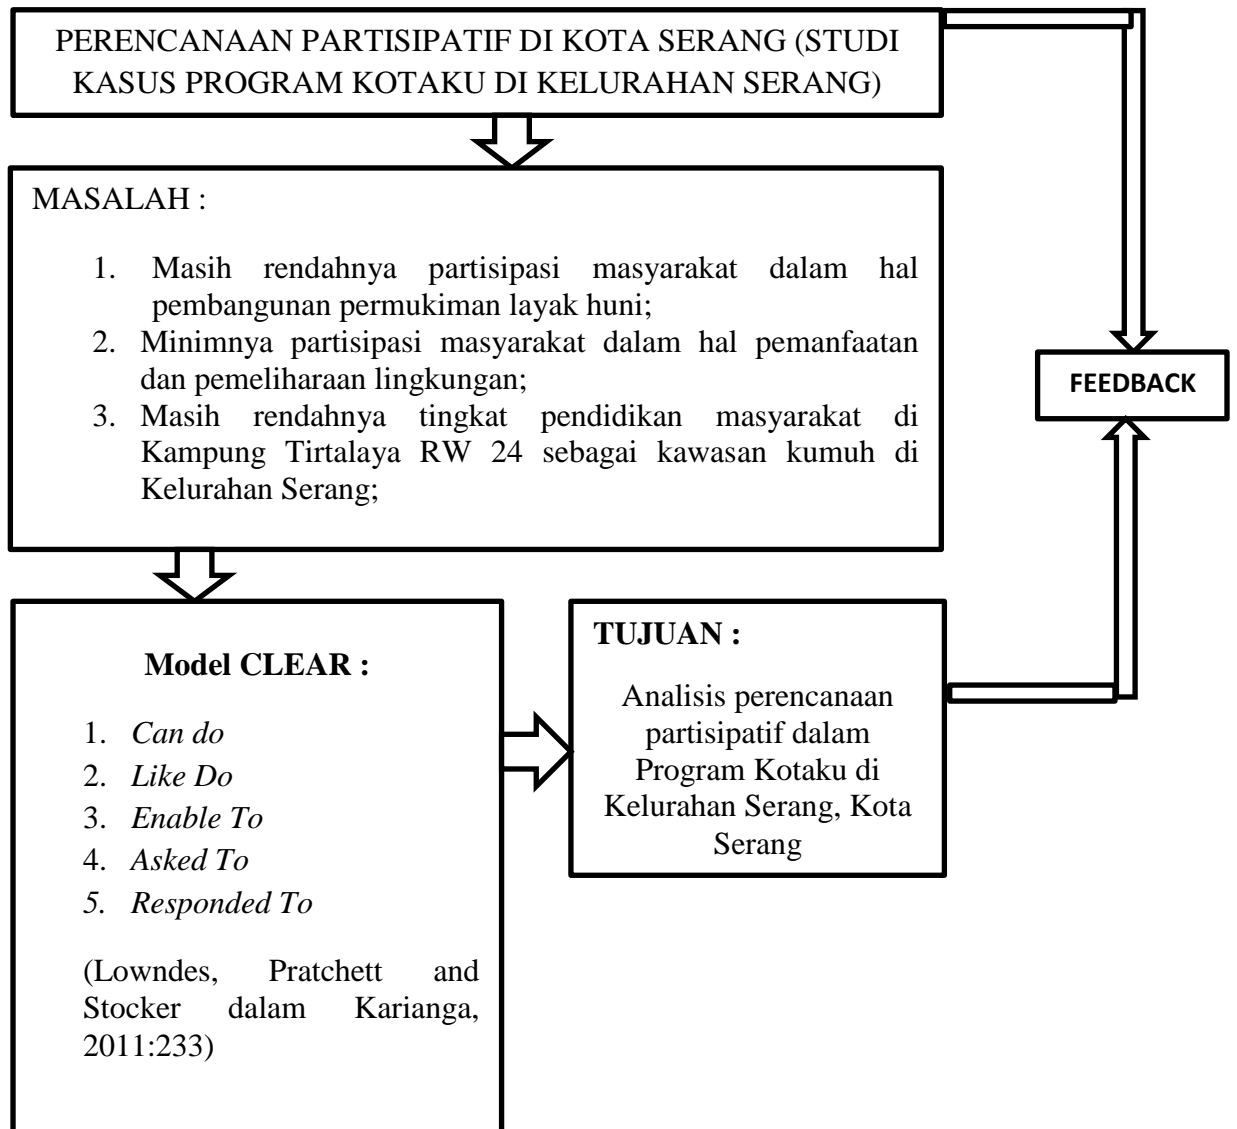 PERENCANAAN PARTISIPATIF DI KOTA SERANG (STUDI
KASUS PROGRAM KOTAKU DI KELURAHAN SERANG)
MASALAH :
1. Masih rendahnya partisipasi masyarakat dalam hal
pembangunan permukiman layak huni;
2. Minimnya partisipasi masyarakat dalam hal pemanfaatan
dan pemeliharaan lingkungan;
3. Masih rendahnya tingkat pendidikan masyarakat di
Kampung Tirtalaya RW 24 sebagai kawasan kumuh di
Kelurahan Serang;
FEEDBACK
Model CLEAR :
1. Can do
2. Like Do
3. Enable To
4. Asked To
5. Responded To
(Lowndes, Pratchett and
Stocker dalam Karianga,
2011:233)
TUJUAN :
Analisis perencanaan
partisipatif dalam
Program Kotaku di
Kelurahan Serang, Kota
Serang